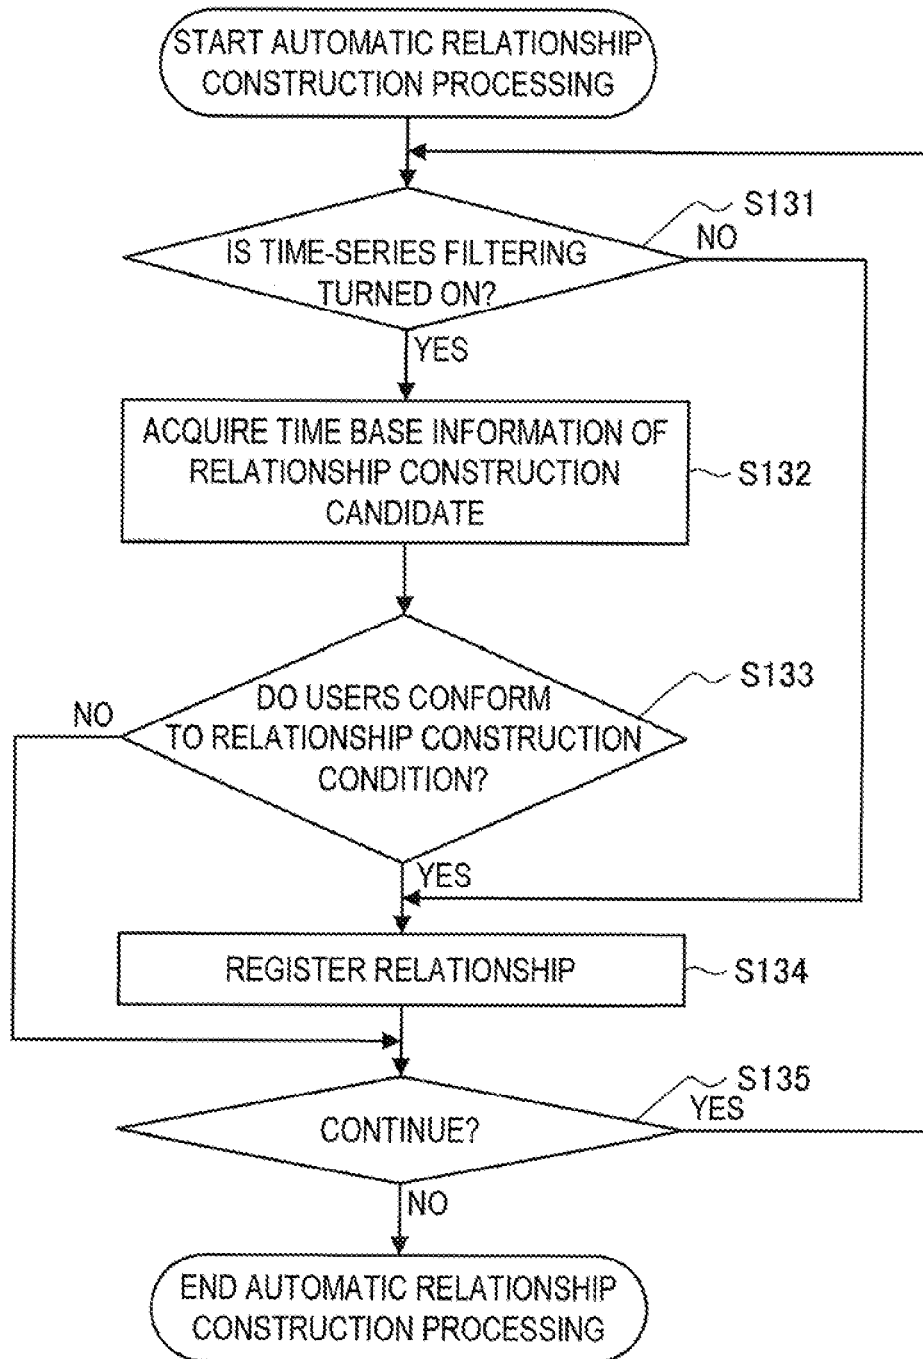 START AUTOMATIC RELATIONSHIP
CONSTRUCTION PROCESSING
S131
NO
IS TIME-SERIES FILTERING
TURNED ON?
YES
ACQUIRE TIME BASE INFORMATION OF
RELATIONSHIP CONSTRUCTION
CANDIDATE
S132
S133
NO
DO USERS CONFORM
TO RELATIONSHIP CONSTRUCTION
CONDITION?
YES
REGISTER RELATIONSHIP
S134
S135
YES
CONTINUE?
NO
END AUTOMATIC RELATIONSHIP
CONSTRUCTION PROCESSING